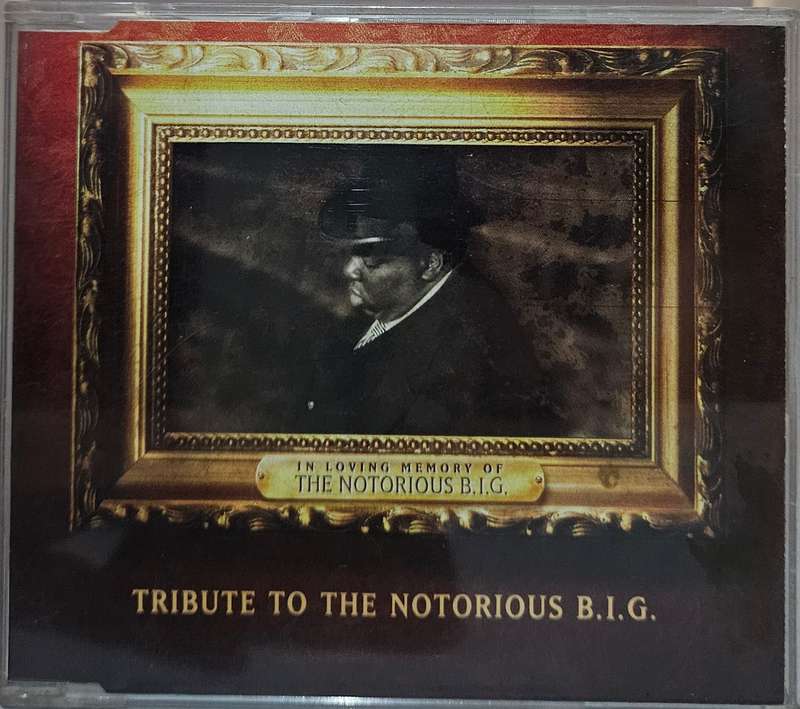 IN LOVING MEMORY OF
THE NOTORIOUS B.I.G.
TRIBUTE TO THE NOTORIOUS B.I.G.